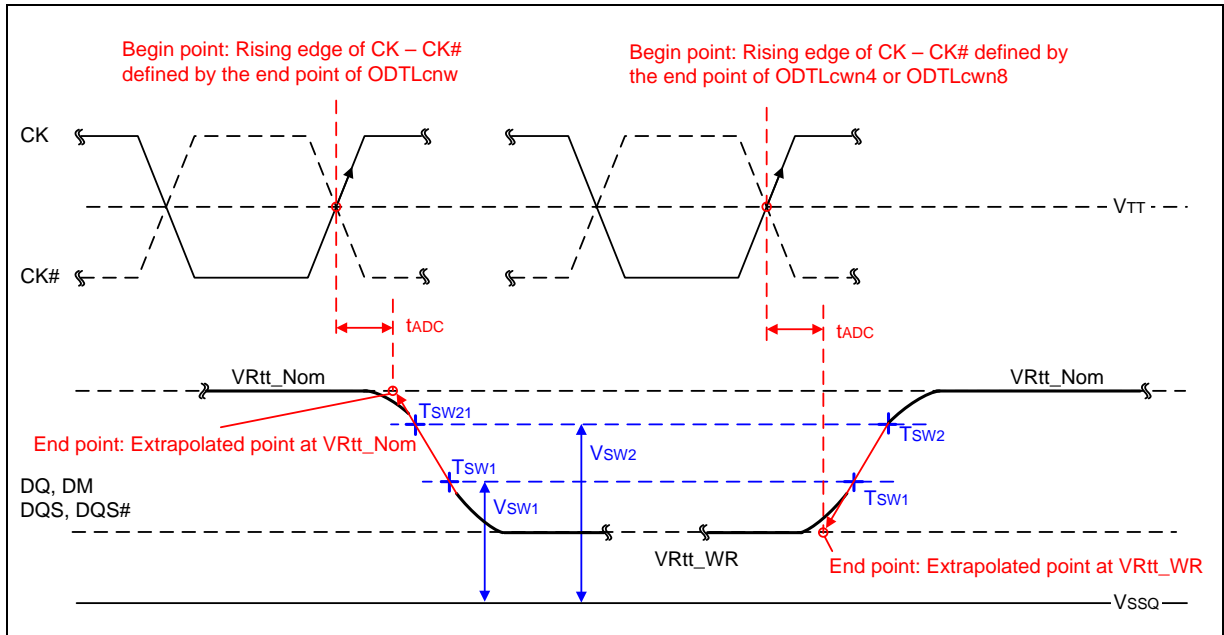 Begin point: Rising edge of CK – CK#
defined by the end point of ODTLcnw
Begin point: Rising edge of CK – CK# defined by
the end point of ODTLcwn4 or ODTLcwn8
CK
VTT
CK#
tADC
tADC
VRtt_Nom
VRtt_Nom
TSW21
End point: Extrapolated point at VRtt_Nom
VSW2
TSW2
TSW1
DQ, DM
DQS, DQS#
VSW1
TSW1
VRtt_WR
End point: Extrapolated point at VRtt_WR
VSSQ